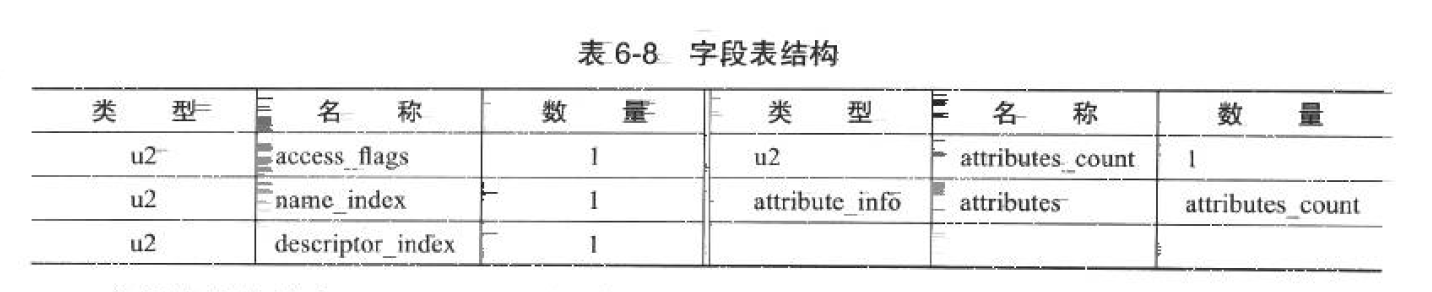 表 6-8 字段表结构
类 型 名 称 数 量 类 型 名 称 数 量
u2 access_flags 1 u2 attributes_count 1
u2 name_index 1 attribute_info attributes attributes_count
u2 descriptor_index 1